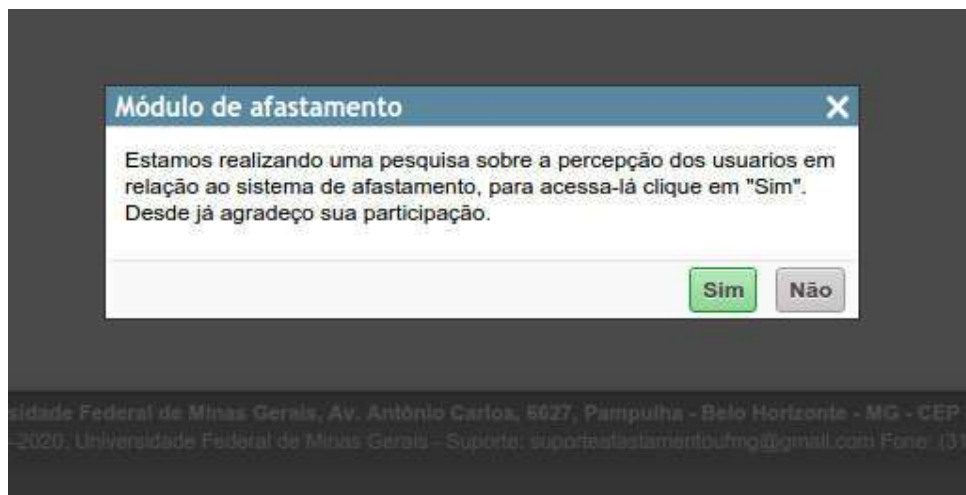 Módulo de afastamento
Estamos realizando uma pesquisa sobre a percepção dos usuarios em
relação ao sistema de afastamento, para acessa-lá clique em "Sim".
Desde já agradeço sua participação.
Sim Não
sidade Federal de Minas Gerais, Av. Antônio Carlos, 6627, Pampulha - Belo Horizonte - MG - CEP
-2020, Universidade Federal de Minas Gerais - Suporte: suporteafastamentoufmg@gmail.com Fone: (31